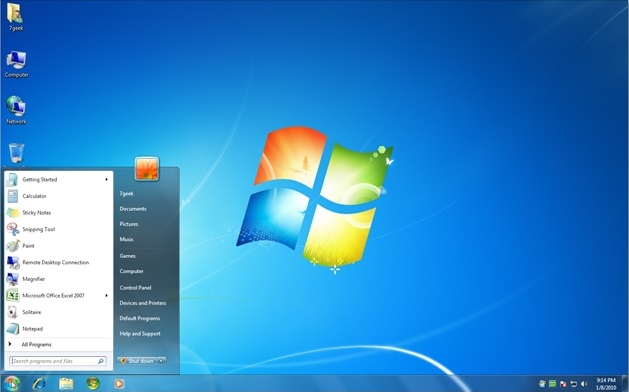 7geek
Computer
Network
Getting Started
Calculator
Sticky Notes
Snipping Tool
Paint
Remote Desktop Connection
Magnifier
Microsoft Office Excel 2007
Solitaire
Notepad
All Programs
Search programs and files
7geek
Documents
Pictures
Music
Games
Computer
Control Panel
Devices and Printers
Default Programs
Help and Support
Shut down
9:14 PM
1/8/2010